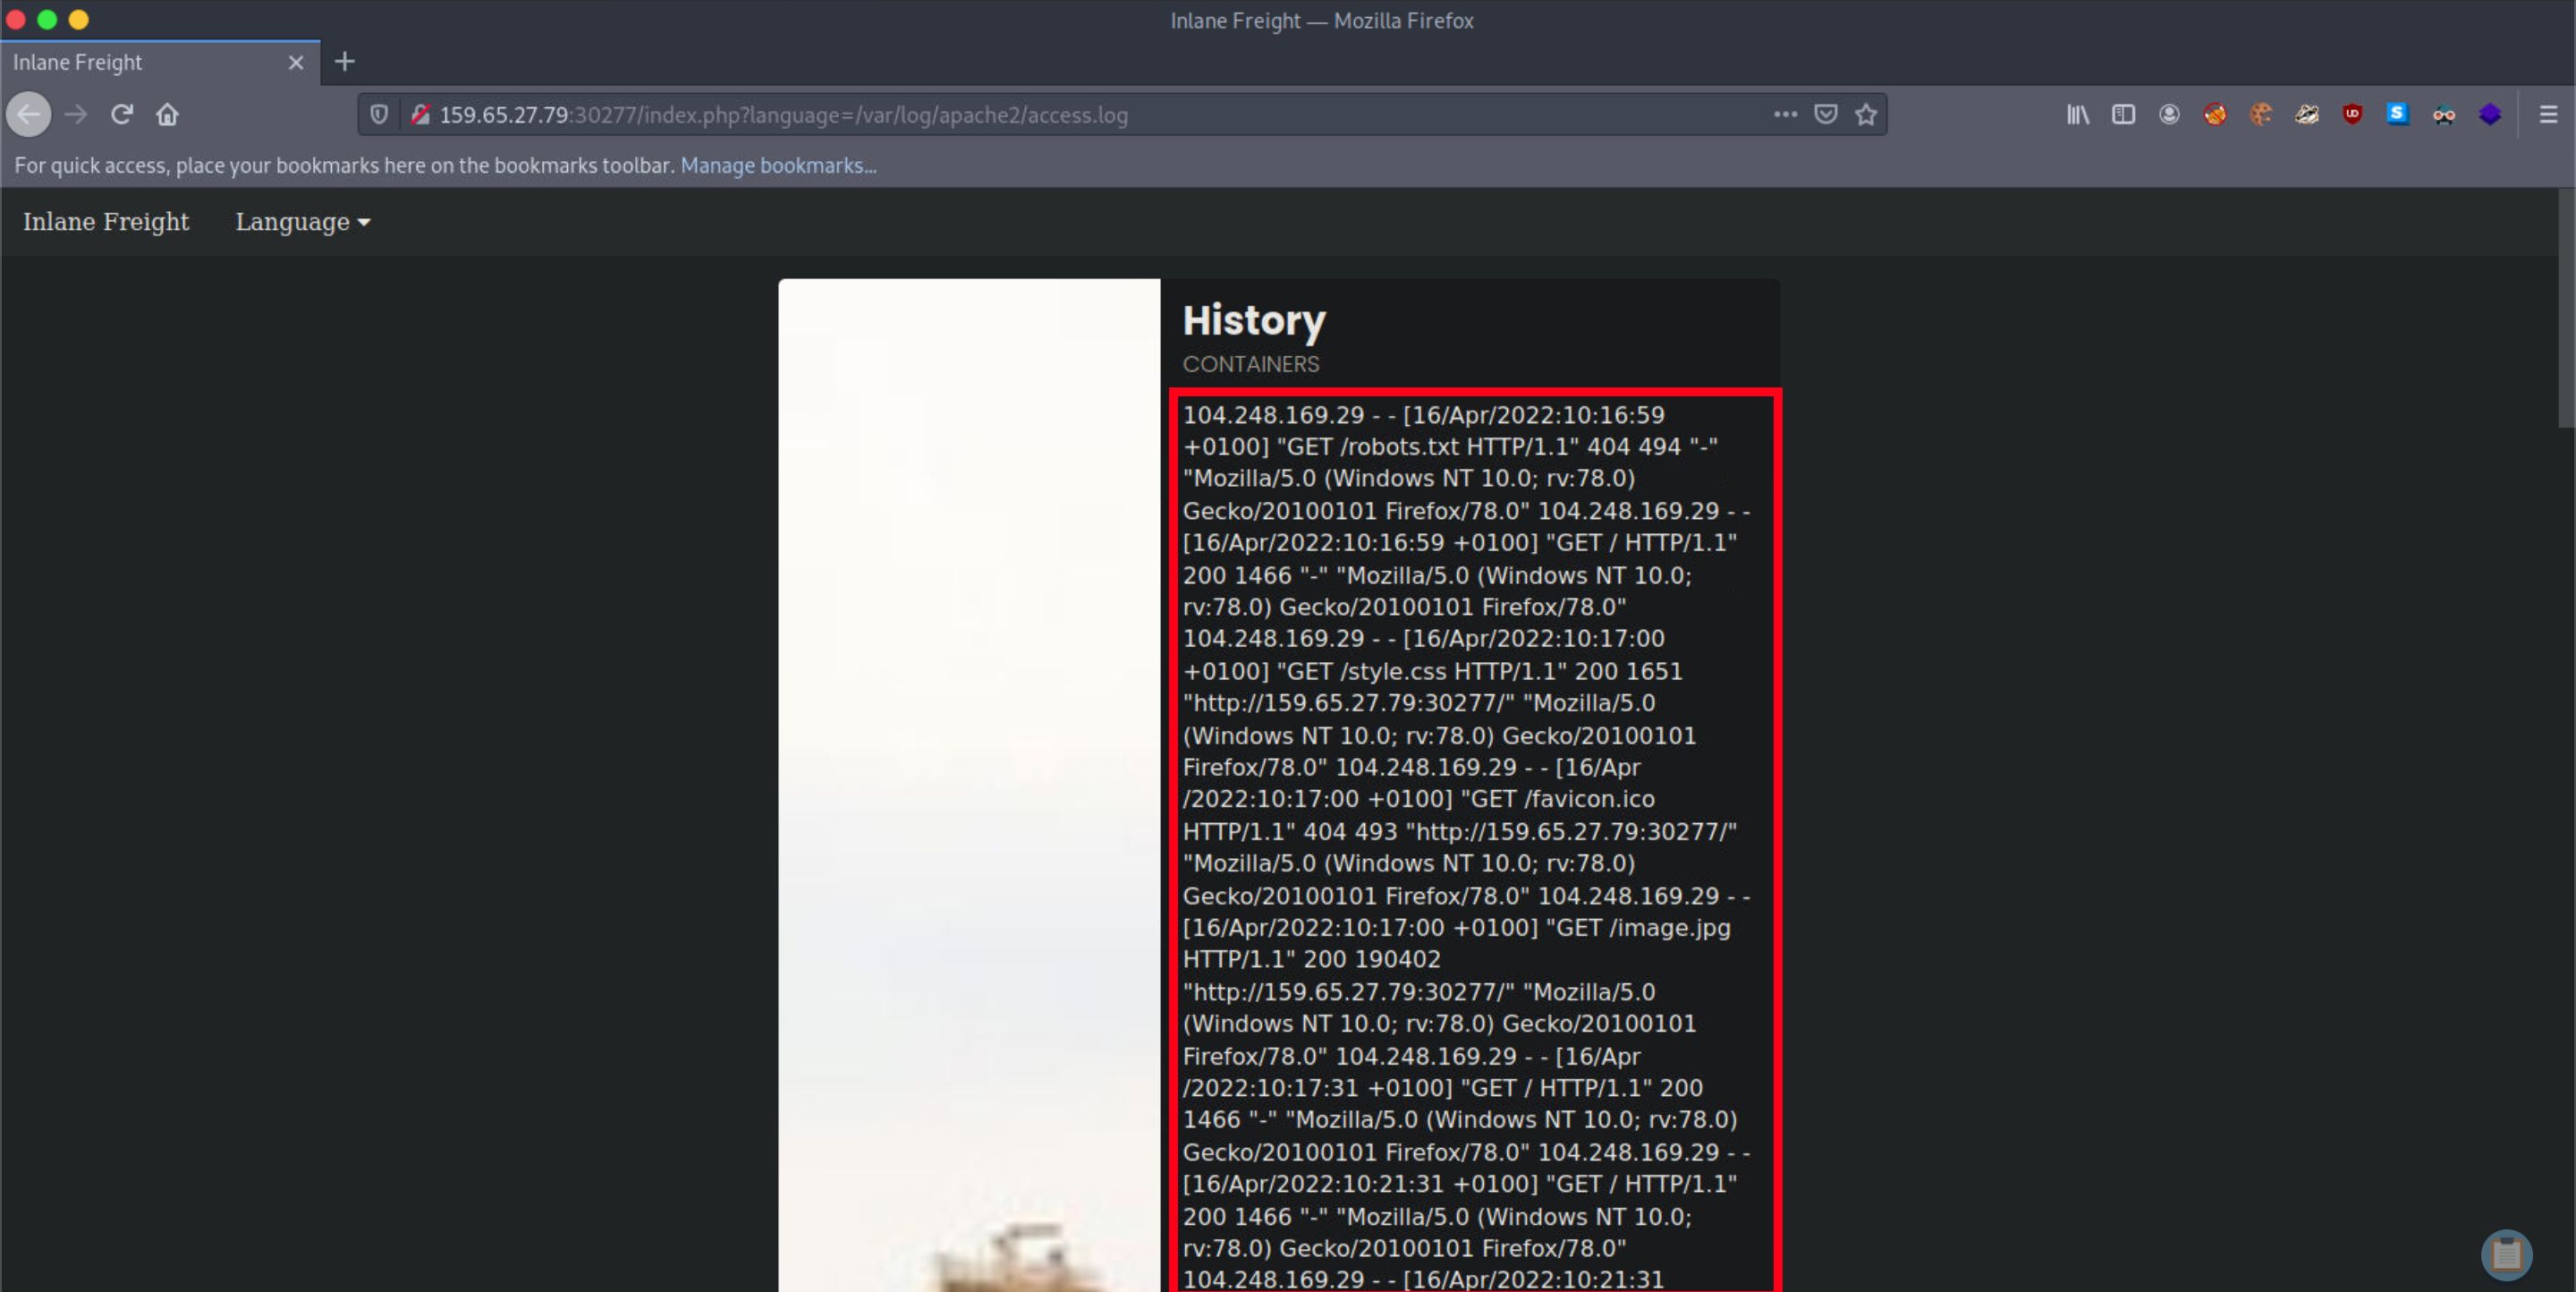 Inlane Freight — Mozilla Firefox
Inlane Freight
159.65.27.79:30277/index.php?language=/var/log/apache2/access.log
For quick access, place your bookmarks here on the bookmarks toolbar. Manage bookmarks...
Inlane Freight Language
History
CONTAINERS
104.248.169.29 - - [16/Apr/2022:10:16:59
+0100] "GET /robots.txt HTTP/1.1" 404 494 "-"
"Mozilla/5.0 (Windows NT 10.0; rv:78.0)
Gecko/20100101 Firefox/78.0" 104.248.169.29 - -
[16/Apr/2022:10:16:59 +0100] "GET / HTTP/1.1"
200 1466 "-" "Mozilla/5.0 (Windows NT 10.0;
rv:78.0) Gecko/20100101 Firefox/78.0"
104.248.169.29 - - [16/Apr/2022:10:17:00
+0100] "GET /style.css HTTP/1.1" 200 1651
"http://159.65.27.79:30277/" "Mozilla/5.0
(Windows NT 10.0; rv:78.0) Gecko/20100101
Firefox/78.0" 104.248.169.29 - - [16/Apr
/2022:10:17:00 +0100] "GET /favicon.ico
HTTP/1.1" 404 493 "http://159.65.27.79:30277/"
"Mozilla/5.0 (Windows NT 10.0; rv:78.0)
Gecko/20100101 Firefox/78.0" 104.248.169.29 - -
[16/Apr/2022:10:17:00 +0100] "GET /image.jpg
HTTP/1.1" 200 190402
"http://159.65.27.79:30277/" "Mozilla/5.0
(Windows NT 10.0; rv:78.0) Gecko/20100101
Firefox/78.0" 104.248.169.29 - - [16/Apr
/2022:10:17:31 +0100] "GET / HTTP/1.1" 200
1466 "-" "Mozilla/5.0 (Windows NT 10.0; rv:78.0)
Gecko/20100101 Firefox/78.0" 104.248.169.29 - -
[16/Apr/2022:10:21:31 +0100] "GET / HTTP/1.1"
200 1466 "-" "Mozilla/5.0 (Windows NT 10.0;
rv:78.0) Gecko/20100101 Firefox/78.0"
104.248.169.29 - - [16/Apr/2022:10:21:31